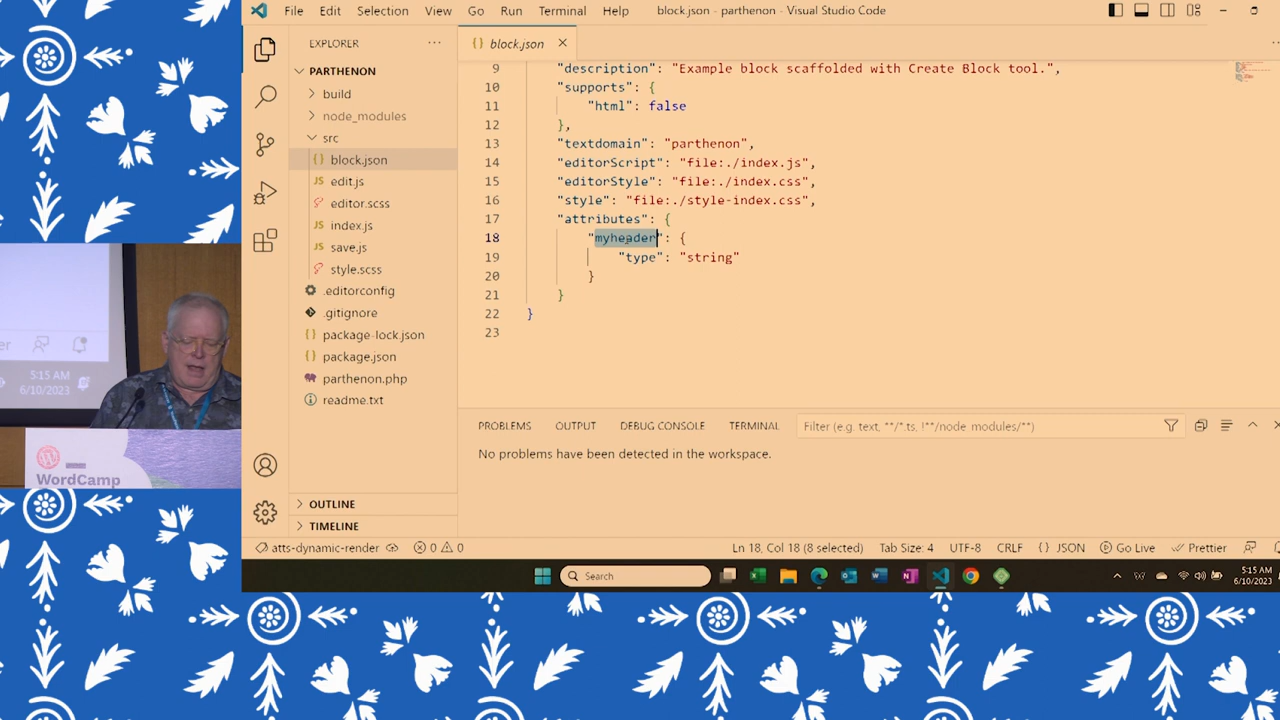 File Edit Selection View Go Run Terminal Help block.json - parthenon - Visual Studio Code
EXPLORER
PARTHENON
build
node_modules
src
block.json
edit.js
editor.scss
index.js
save.js
style.scss
.editorconfig
.gitignore
package-lock.json
package.json
parthenon.php
readme.txt
OUTLINE
TIMELINE
block.json
9 "description": "Example block scaffolded with Create Block tool.",
10 "supports": {
11 "html": false
12 },
13 "textdomain": "parthenon",
14 "editorScript": "file:./index.js",
15 "editorStyle": "file:./index.css",
16 "style": "file:./style-index.css",
17 "attributes": {
18 "myheader": {
19 "type": "string"
20 }
21 }
22 }
23
PROBLEMS OUTPUT DEBUG CONSOLE TERMINAL Filter (e.g. text, **/*.ts, !**/node_modules/**)
No problems have been detected in the workspace.
atts-dynamic-render 0 0 Ln 18, Col 18 (8 selected) Tab Size: 4 UTF-8 CRLF {} JSON Go Live Prettier
Search
5:15 AM
6/10/2023
5:15 AM
6/10/2023
WordCamp